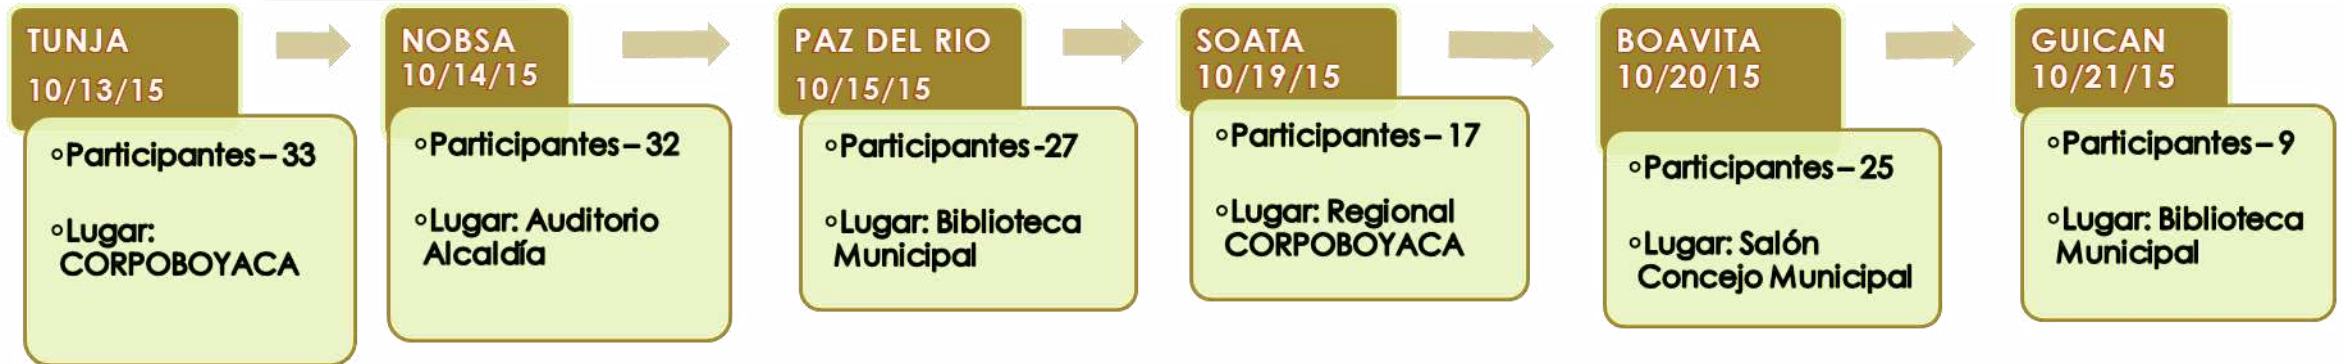 TUNJA
10/13/15
◦Participantes – 33
◦Lugar:
CORPOBOYACA
NOBSA
10/14/15
◦Participantes – 32
◦Lugar: Auditorio
Alcaldía
PAZ DEL RIO
10/15/15
◦Participantes -27
◦Lugar: Biblioteca
Municipal
SOATA
10/19/15
◦Participantes – 17
◦Lugar: Regional
CORPOBOYACA
BOAVITA
10/20/15
◦Participantes – 25
◦Lugar: Salón
Concejo Municipal
GUICAN
10/21/15
◦Participantes – 9
◦Lugar: Biblioteca
Municipal